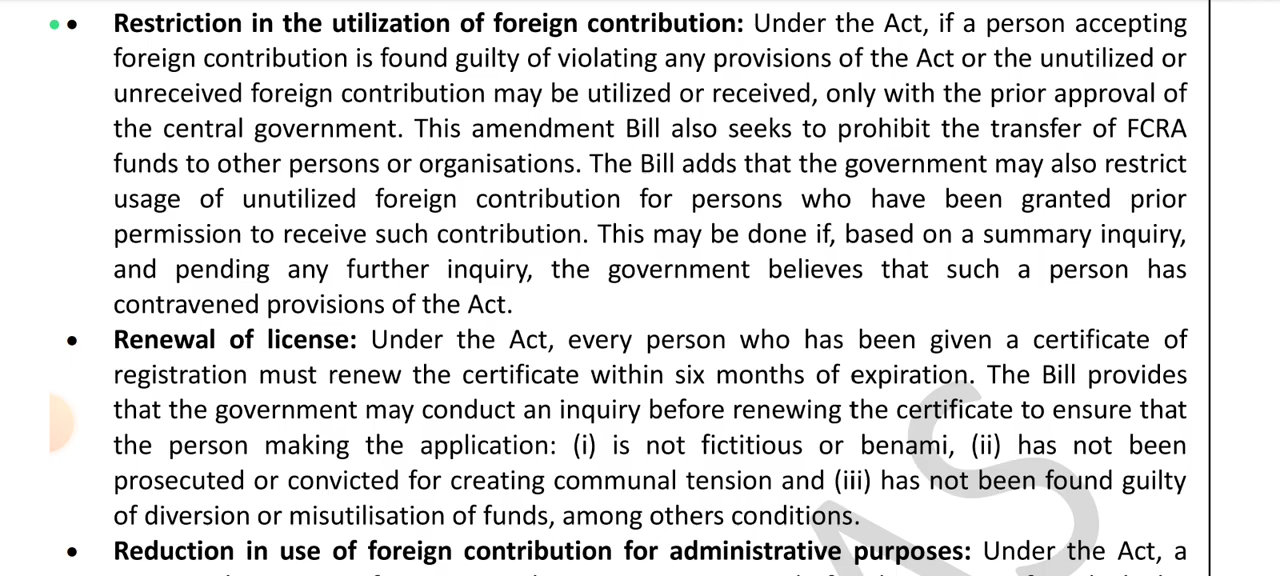 • Restriction in the utilization of foreign contribution: Under the Act, if a person accepting
foreign contribution is found guilty of violating any provisions of the Act or the unutilized or
unreceived foreign contribution may be utilized or received, only with the prior approval of
the central government. This amendment Bill also seeks to prohibit the transfer of FCRA
funds to other persons or organisations. The Bill adds that the government may also restrict
usage of unutilized foreign contribution for persons who have been granted prior
permission to receive such contribution. This may be done if, based on a summary inquiry,
and pending any further inquiry, the government believes that such a person has
contravened provisions of the Act.
• Renewal of license: Under the Act, every person who has been given a certificate of
registration must renew the certificate within six months of expiration. The Bill provides
that the government may conduct an inquiry before renewing the certificate to ensure that
the person making the application: (i) is not fictitious or benami, (ii) has not been
prosecuted or convicted for creating communal tension and (iii) has not been found guilty
of diversion or misutilisation of funds, among others conditions.
• Reduction in use of foreign contribution for administrative purposes: Under the Act, a